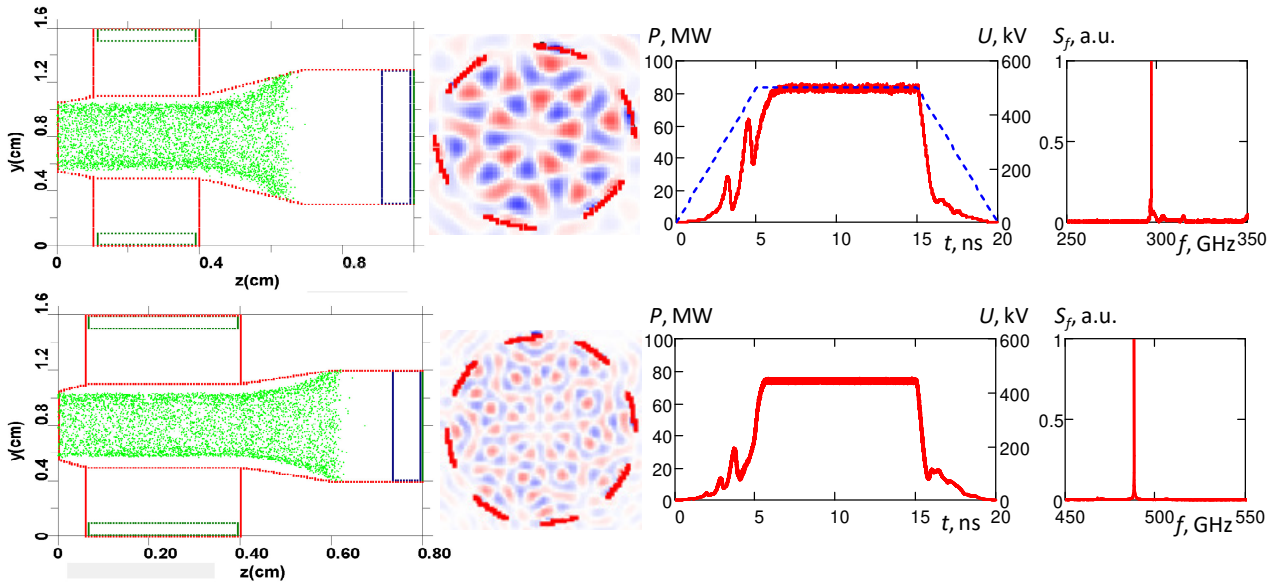 1.6
1.2
0.8
0.4
0
y(cm)
0 0.4 0.8
z(cm)
P, MW U, kV
100 600
80
60 400
40
200
20
0 0
0 5 10 15 20
t, ns
S_f, a.u.
1
0.5
0
250 300 350
f, GHz
1.6
1.2
0.8
0.4
0
y(cm)
0 0.20 0.40 0.60 0.80
z(cm)
P, MW U, kV
100 600
80
60 400
40
200
20
0 0
0 5 10 15 20
t, ns
S_f, a.u.
1
0.5
0
450 500 550
f, GHz